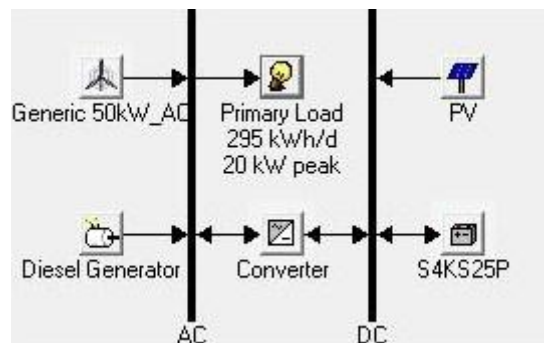 Generic 50kW_AC
Primary Load
295 kWh/d
20 kW peak
PV
Diesel Generator
Converter
S4KS25P
AC
DC